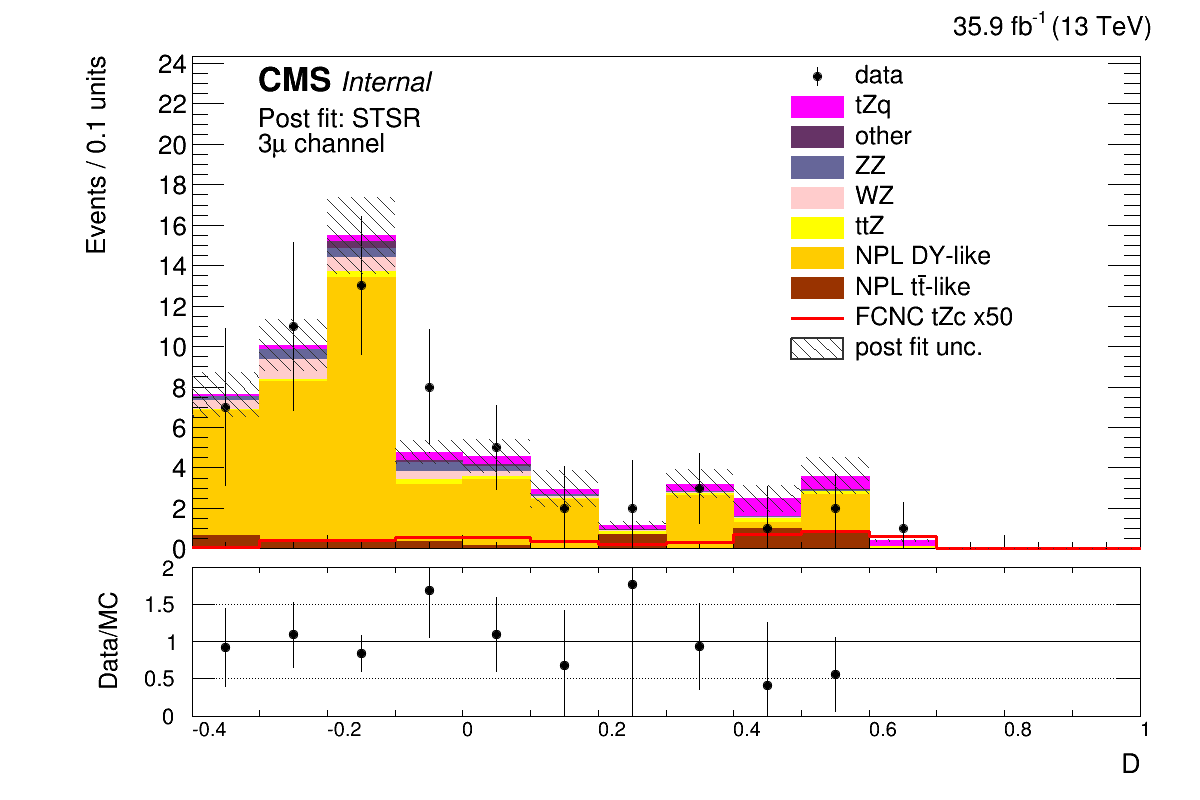 35.9 fb⁻¹ (13 TeV)
Events / 0.1 units
24
22
20
18
16
14
12
10
8
6
4
2
0
CMS Internal
Post fit: STSR
3μ channel
data
tZq
other
ZZ
WZ
ttZ
NPL DY-like
NPL tt̄-like
FCNC tZc x50
post fit unc.
Data/MC
2
1.5
1
0.5
0
-0.4 -0.2 0 0.2 0.4 0.6 0.8 1
D